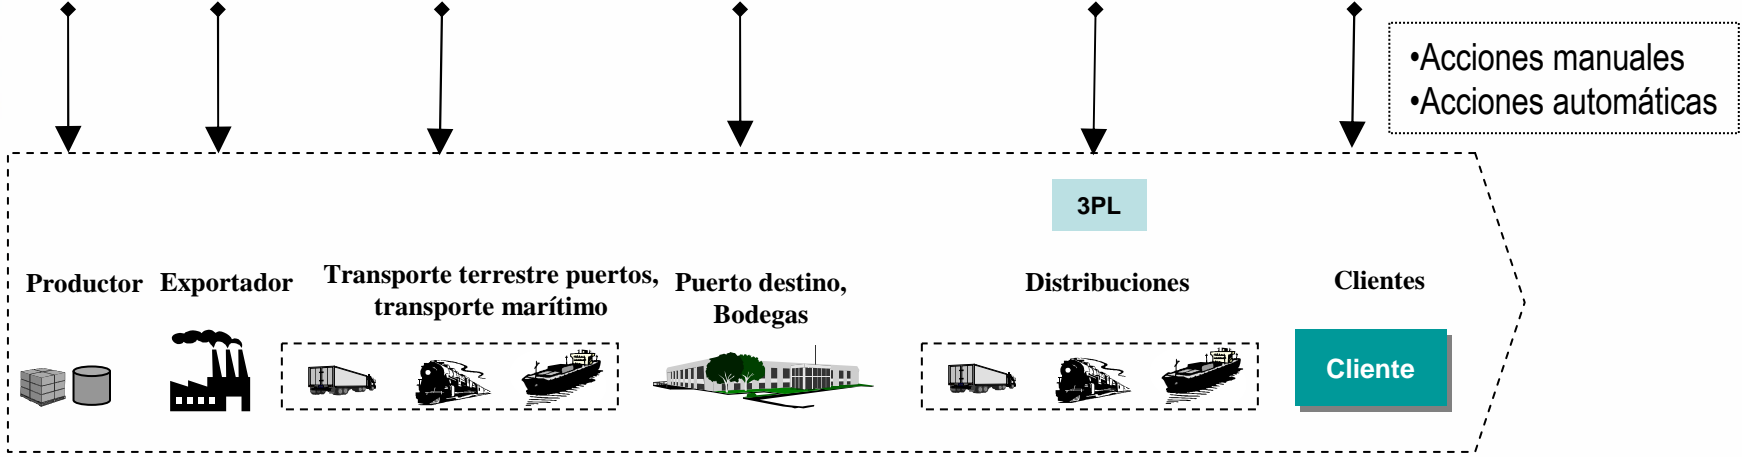 •Acciones manuales
•Acciones automáticas
3PL
Productor
Exportador
Transporte terrestre puertos,
transporte marítimo
Puerto destino,
Bodegas
Distribuciones
Clientes
Cliente